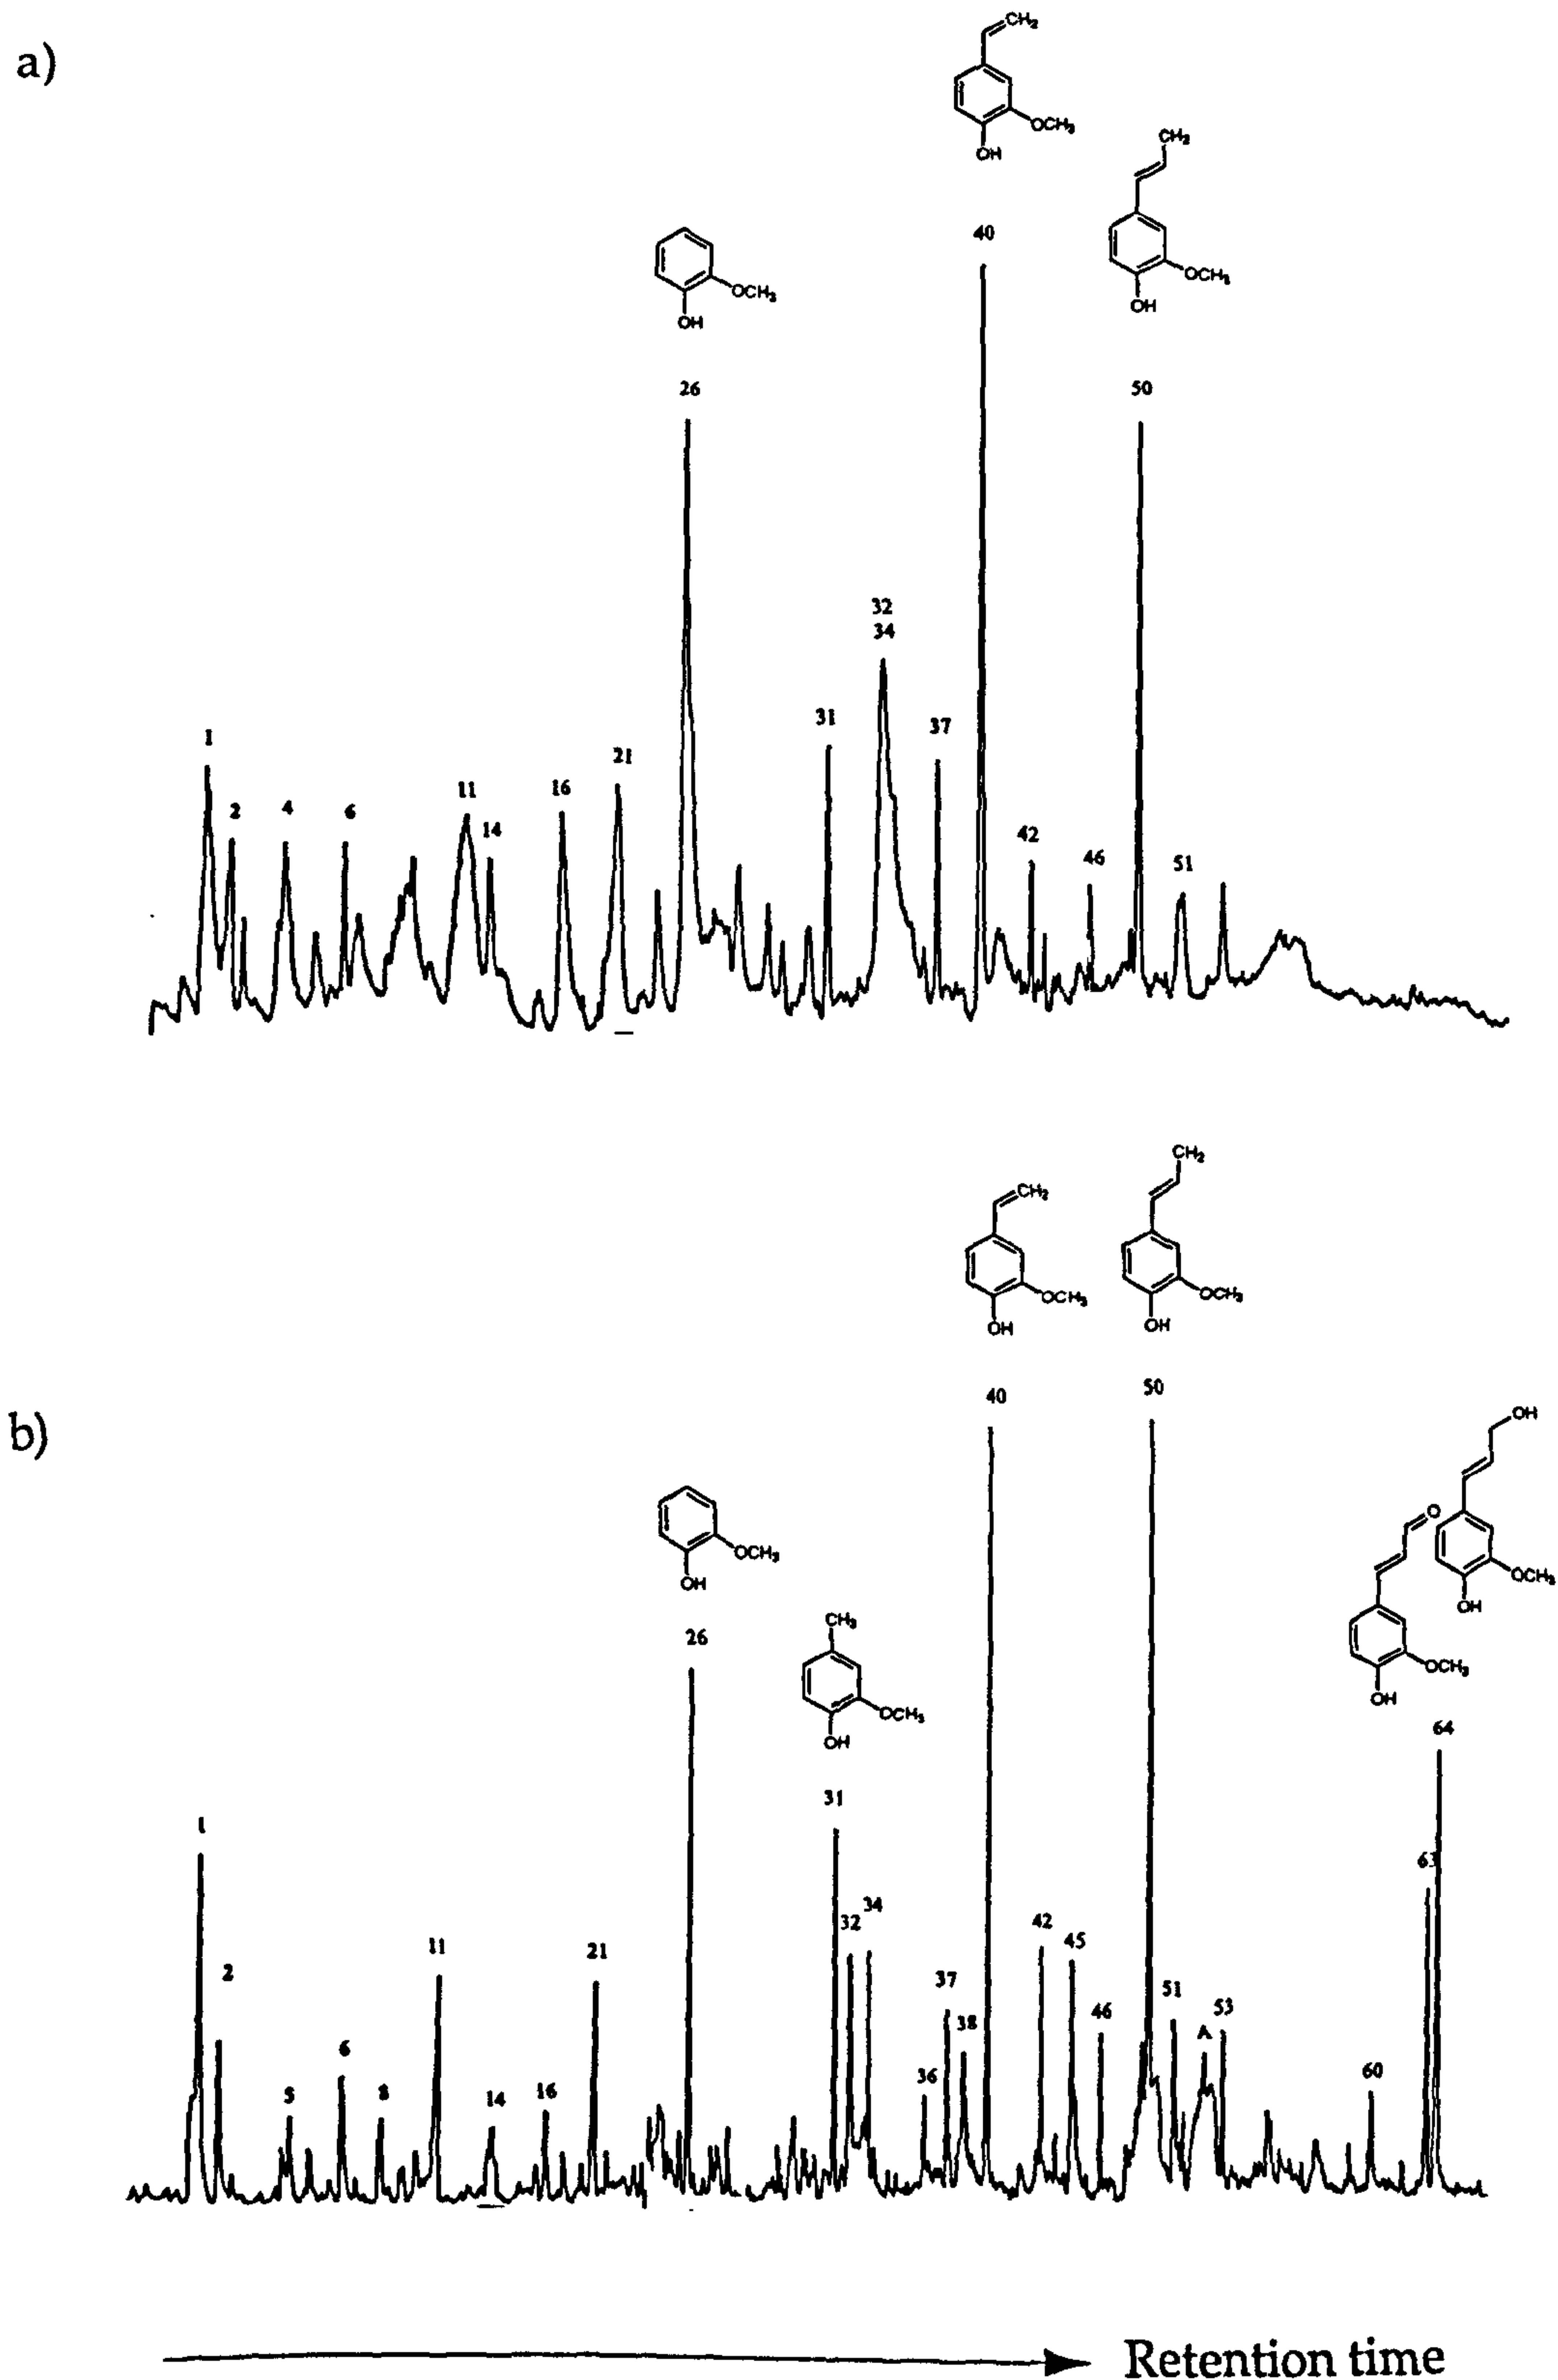 a)
CH₂
OCH₃
OH
CH₂
OCH₃
OH
OCH₃
OH
40
26
50
32
34
31
37
1
21
16
11
2
4
6
14
42
46
51
b)
CH₂
OCH₃
OH
CH₂
OCH₃
OH
40
50
OH
OCH₃
OH
O
OCH₃
OH
OCH₃
OH
26
CH₃
OCH₃
OH
31
64
1
63
34
32
42
45
11
21
2
37
38
51
53
46
A
6
8
5
14
16
36
60
Retention time